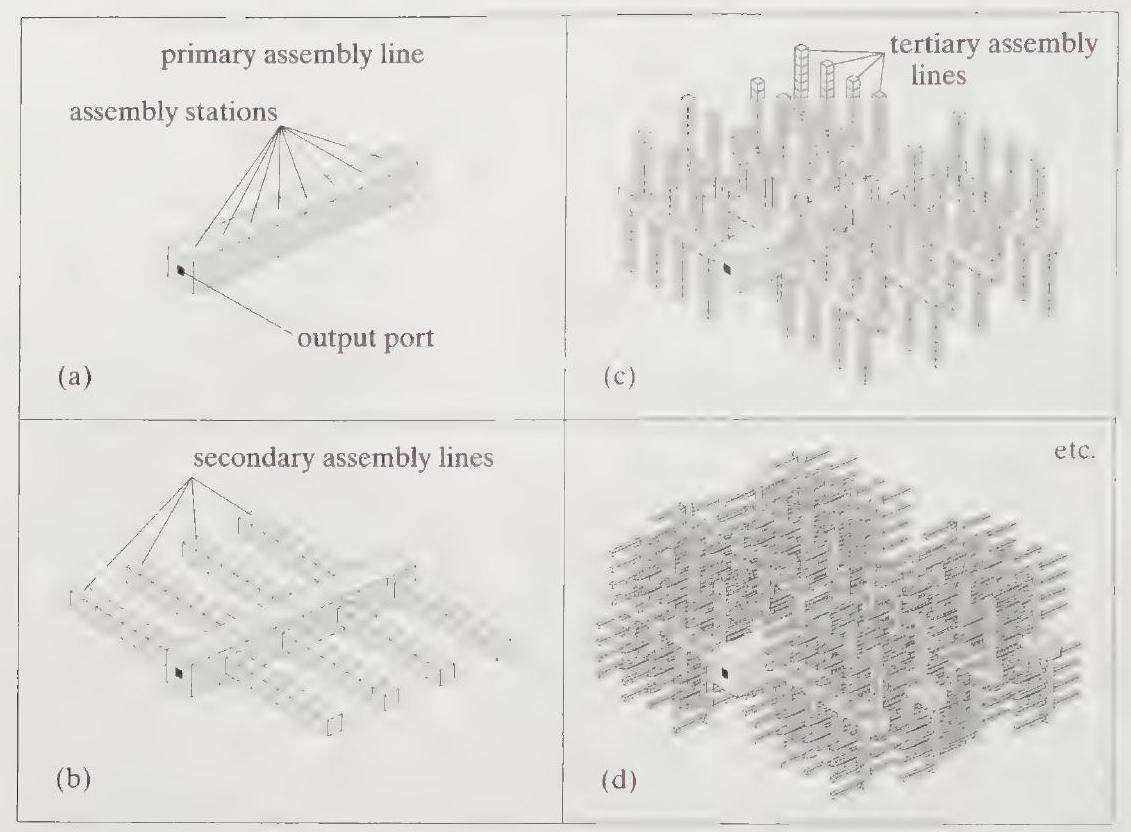 primary assembly line
assembly stations
output port
(a)
tertiary assembly
lines
(c)
secondary assembly lines
(b)
etc.
(d)